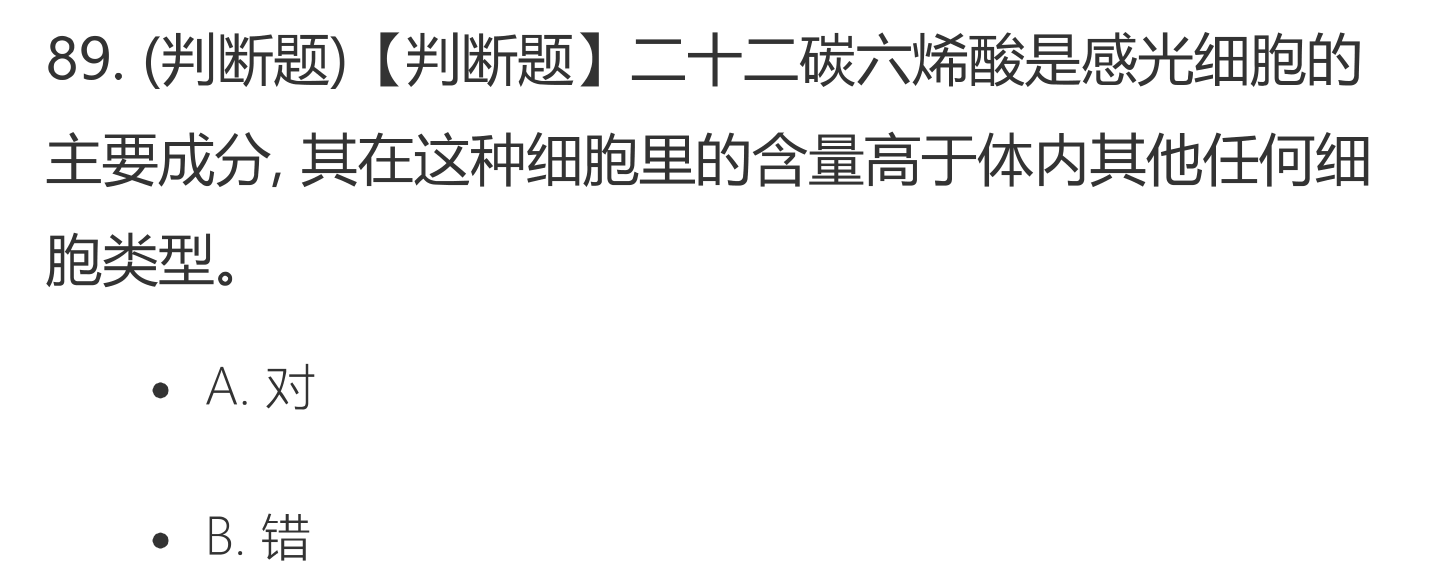 89. (判断题)【判断题】二十二碳六烯酸是感光细胞的
主要成分, 其在这种细胞里的含量高于体内其他任何细
胞类型。
A. 对
B. 错